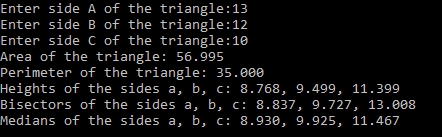 Enter side A of the triangle:13
Enter side B of the triangle:12
Enter side C of the triangle:10
Area of the triangle: 56.995
Perimeter of the triangle: 35.000
Heights of the sides a, b, c: 8.768, 9.499, 11.399
Bisectors of the sides a, b, c: 8.837, 9.727, 13.008
Medians of the sides a, b, c: 8.930, 9.925, 11.467